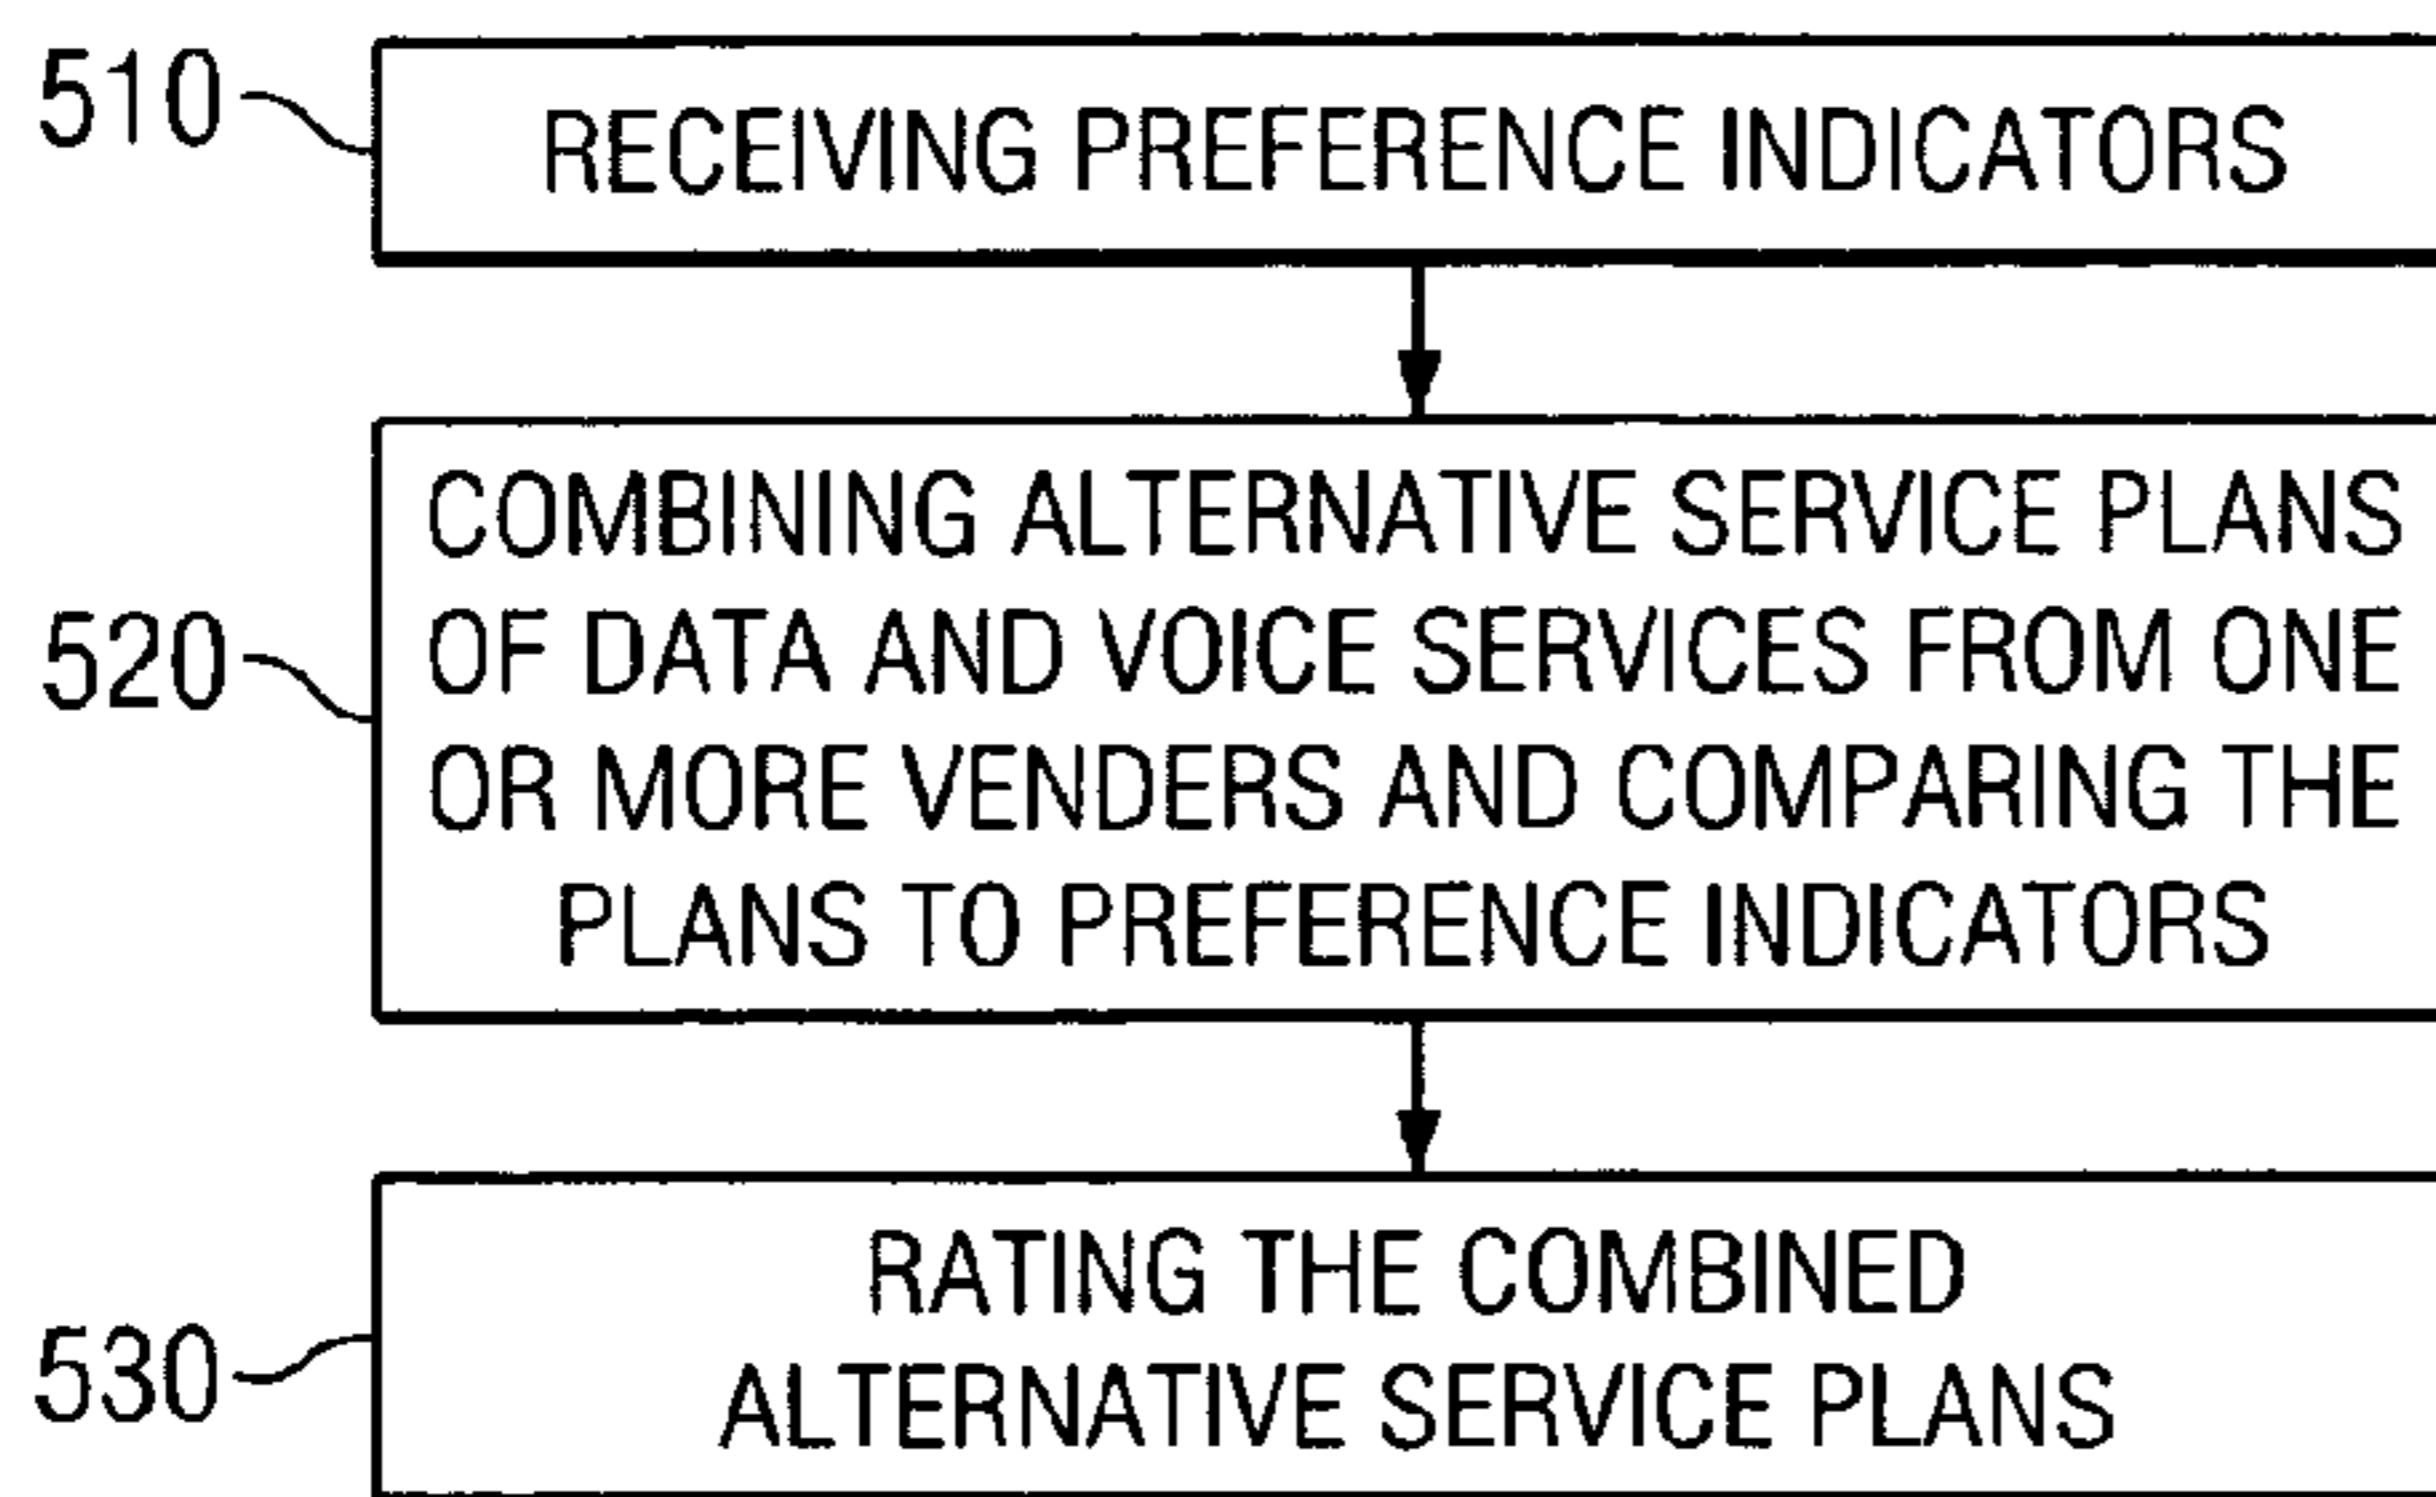 510
RECEIVING PREFERENCE INDICATORS
COMBINING ALTERNATIVE SERVICE PLANS
OF DATA AND VOICE SERVICES FROM ONE
520
OR MORE VENDERS AND COMPARING THE
PLANS TO PREFERENCE INDICATORS
RATING THE COMBINED
530
ALTERNATIVE SERVICE PLANS